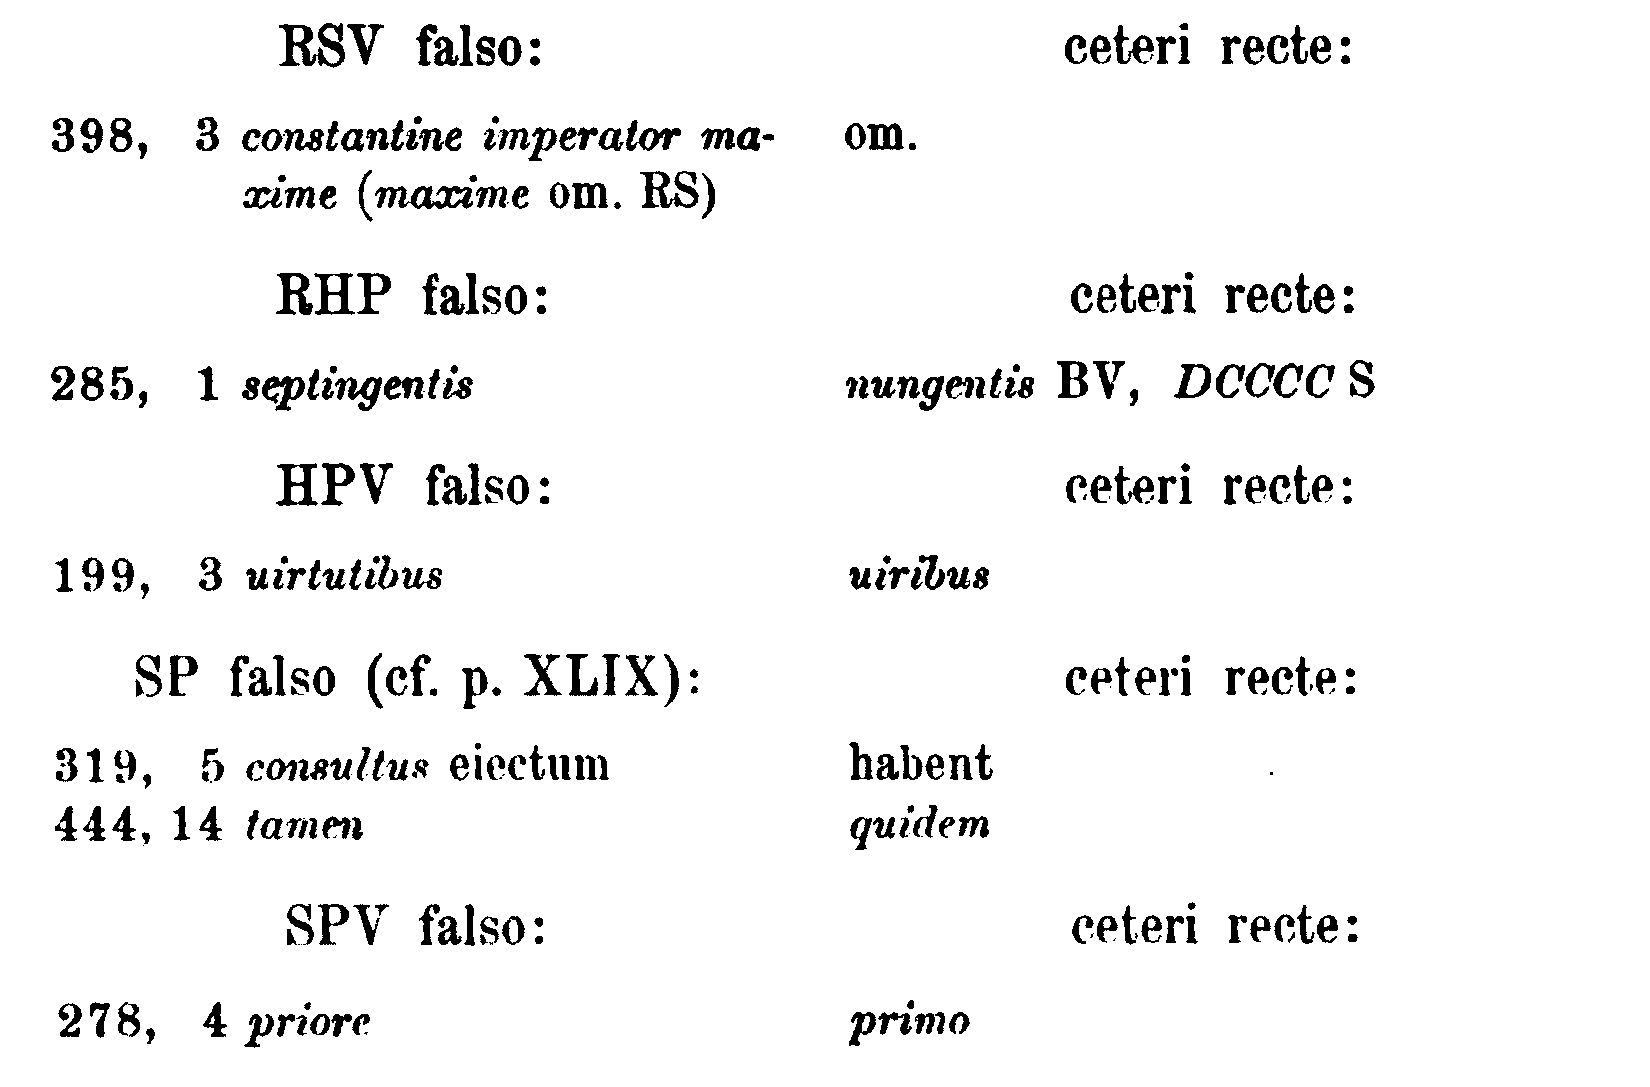 RSV falso: ceteri recte:
398, 3 constantine imperator ma- om.
xime (maxime om. RS)
RHP falso: ceteri recte:
285, 1 septingentis nungentis BV, DCCCC S
HPV falso: ceteri recte:
199, 3 uirtutibus uiribus
SP falso (cf. p. XLIX): ceteri recte:
319, 5 consultus eiectum habent
444, 14 tamen quidem
SPV falso: ceteri recte:
278, 4 priore primo